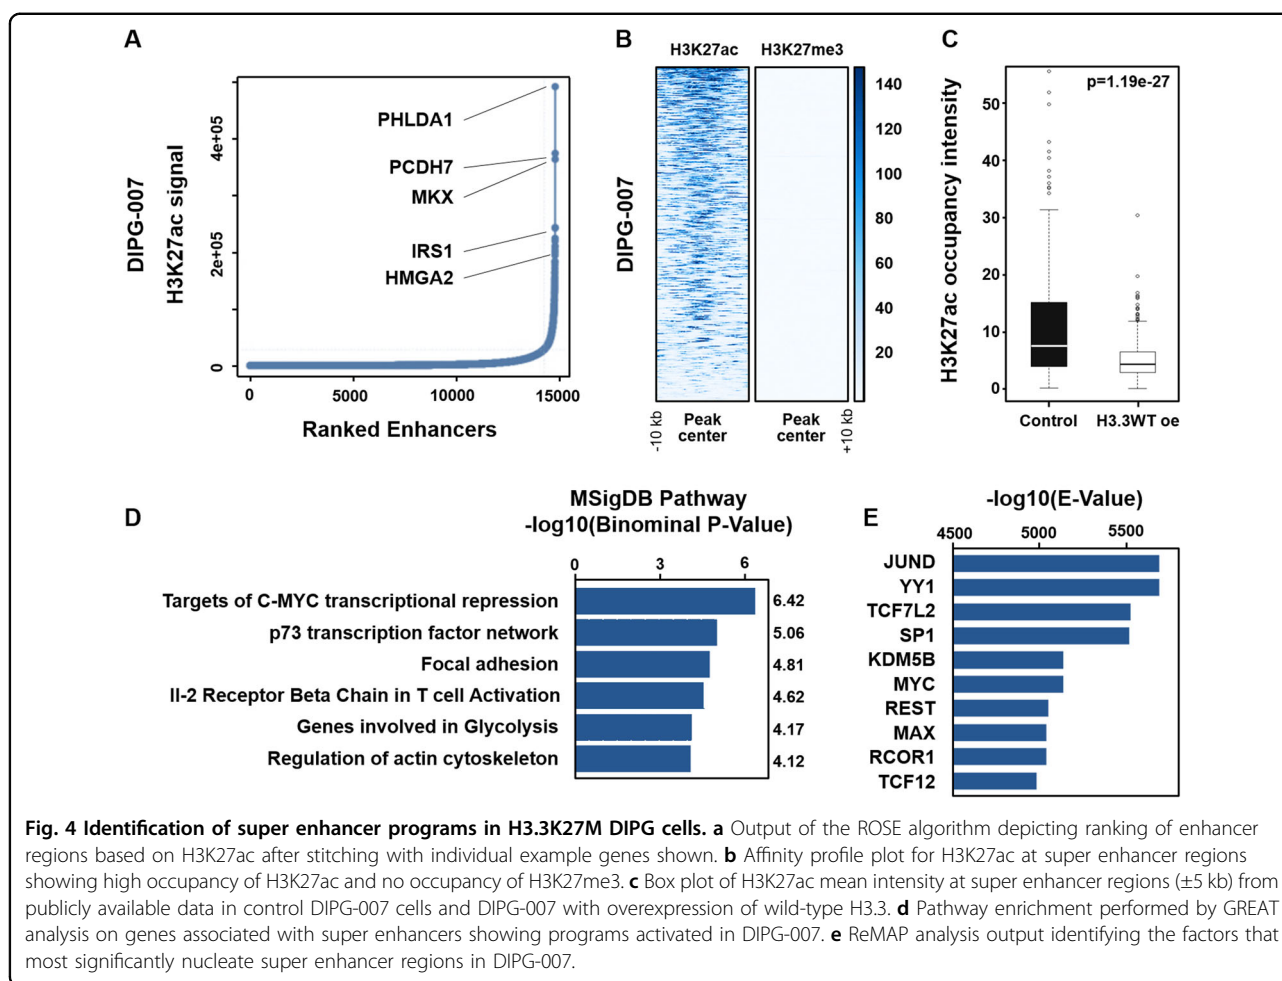 A
DIPG-007
H3K27ac signal
4e+05
2e+05
0
PHLDA1
PCDH7
MKX
IRS1
HMGA2
0 5000 10000 15000
Ranked Enhancers
B
H3K27ac H3K27me3
DIPG-007
140
120
100
80
60
40
20
-10 kb
Peak center
Peak center
+10 kb
C
H3K27ac occupancy intensity
p=1.19e-27
50
40
30
20
10
0
Control H3.3WT oe
D
MSigDB Pathway
-log10(Binominal P-Value)
0 3 6
Targets of C-MYC transcriptional repression 6.42
p73 transcription factor network 5.06
Focal adhesion 4.81
Il-2 Receptor Beta Chain in T cell Activation 4.62
Genes involved in Glycolysis 4.17
Regulation of actin cytoskeleton 4.12
E
-log10(E-Value)
4500 5000 5500
JUND
YY1
TCF7L2
SP1
KDM5B
MYC
REST
MAX
RCOR1
TCF12
Fig. 4 Identification of super enhancer programs in H3.3K27M DIPG cells. a Output of the ROSE algorithm depicting ranking of enhancer
regions based on H3K27ac after stitching with individual example genes shown. b Affinity profile plot for H3K27ac at super enhancer regions
showing high occupancy of H3K27ac and no occupancy of H3K27me3. c Box plot of H3K27ac mean intensity at super enhancer regions (±5 kb) from
publicly available data in control DIPG-007 cells and DIPG-007 with overexpression of wild-type H3.3. d Pathway enrichment performed by GREAT
analysis on genes associated with super enhancers showing programs activated in DIPG-007. e ReMAP analysis output identifying the factors that
most significantly nucleate super enhancer regions in DIPG-007.